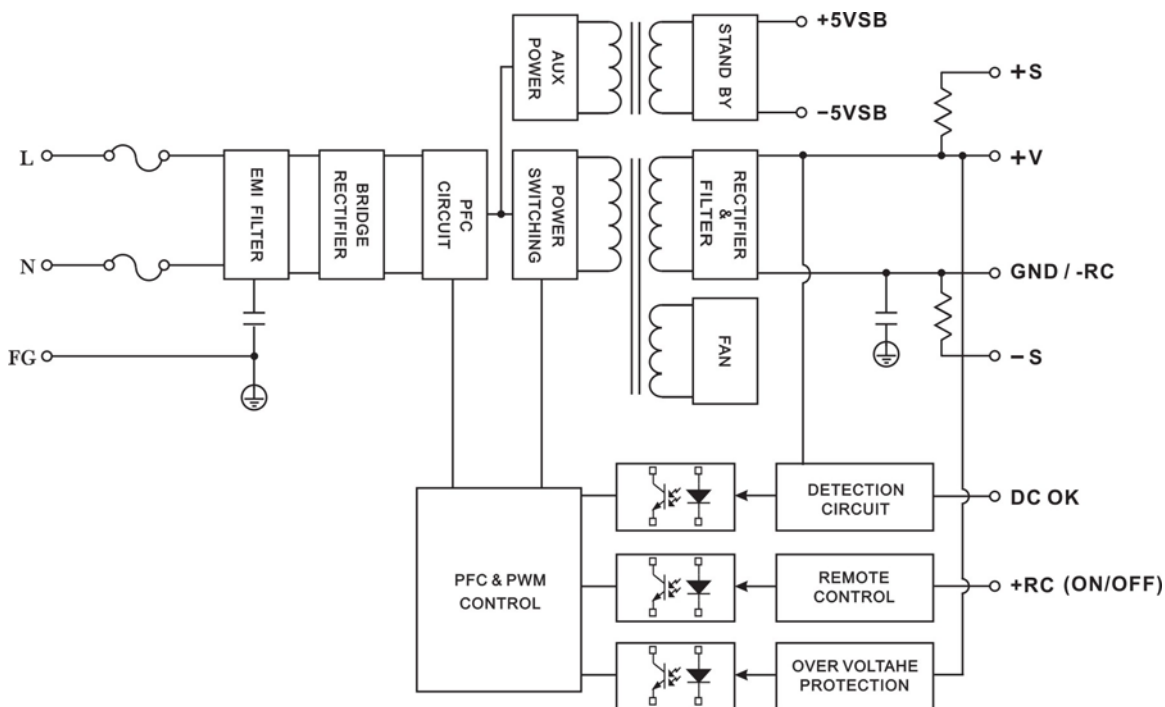 AUX
POWER
STAND BY
+5VSB
−5VSB
+S
L
N
FG
EMI FILTER
BRIDGE
RECTIFIER
PFC
CIRCUIT
POWER
SWITCHING
RECTIFIER
&
FILTER
+V
GND / -RC
−S
FAN
PFC & PWM
CONTROL
DETECTION
CIRCUIT
DC OK
REMOTE
CONTROL
+RC (ON/OFF)
OVER VOLTAHE
PROTECTION